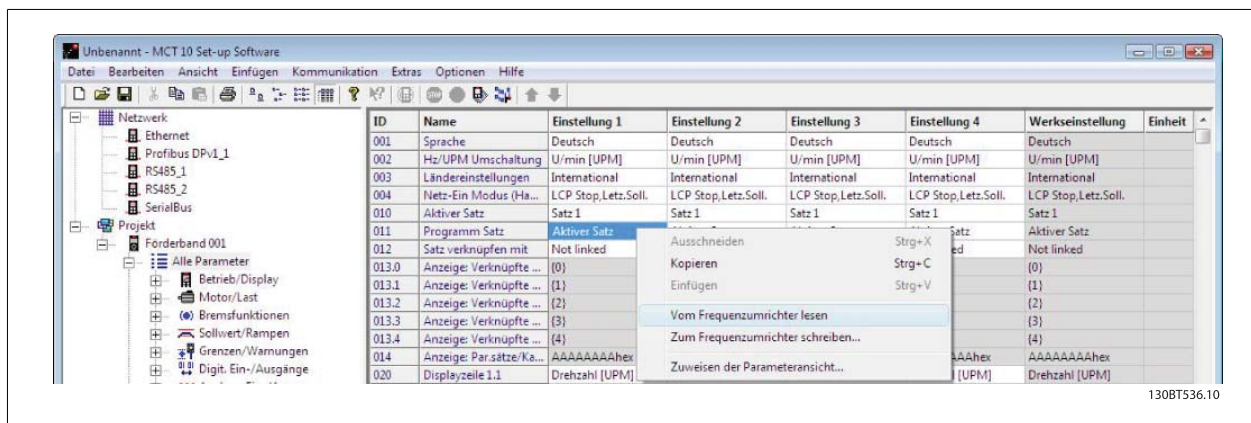 Unbenannt - MCT 10 Set-up Software
Datei Bearbeiten Ansicht Einfügen Kommunikation Extras Optionen Hilfe
Netzwerk
Ethernet
Profibus DPv1_1
RS485_1
RS485_2
SerialBus
Projekt
Förderband 001
Alle Parameter
Betrieb/Display
Motor/Last
Bremsfunktionen
Sollwert/Rampen
Grenzen/Warnungen
Digit. Ein-/Ausgänge
ID Name Einstellung 1 Einstellung 2 Einstellung 3 Einstellung 4 Werkseinstellung Einheit
001 Sprache Deutsch Deutsch Deutsch Deutsch Deutsch
002 Hz/UPM Umschaltung U/min [UPM] U/min [UPM] U/min [UPM] U/min [UPM] U/min [UPM]
003 Ländereinstellungen International International International International International
004 Netz-Ein Modus (Ha... LCP Stop,Letz.Soll. LCP Stop,Letz.Soll. LCP Stop,Letz.Soll. LCP Stop,Letz.Soll. LCP Stop,Letz.Soll.
010 Aktiver Satz Satz 1 Satz 1 Satz 1 Satz 1 Satz 1
011 Programm Satz Aktiver Satz Satz Aktiver Satz
012 Satz verknüpfen mit Not linked ed Not linked
013.0 Anzeige: Verknüpfte ... {0} {0}
013.1 Anzeige: Verknüpfte ... {1} {1}
013.2 Anzeige: Verknüpfte ... {2} {2}
013.3 Anzeige: Verknüpfte ... {3} {3}
013.4 Anzeige: Verknüpfte ... {4} {4}
014 Anzeige: Par.sätze/Ka... AAAAAAAAhex AAhex AAAAAAAAhex
020 Displayzeile 1.1 Drehzahl [UPM] [UPM] Drehzahl [UPM]
Ausschneiden Strg+X
Kopieren Strg+C
Einfügen Strg+V
Vom Frequenzumrichter lesen
Zum Frequenzumrichter schreiben...
Zuweisen der Parameteransicht...
130BT536.10